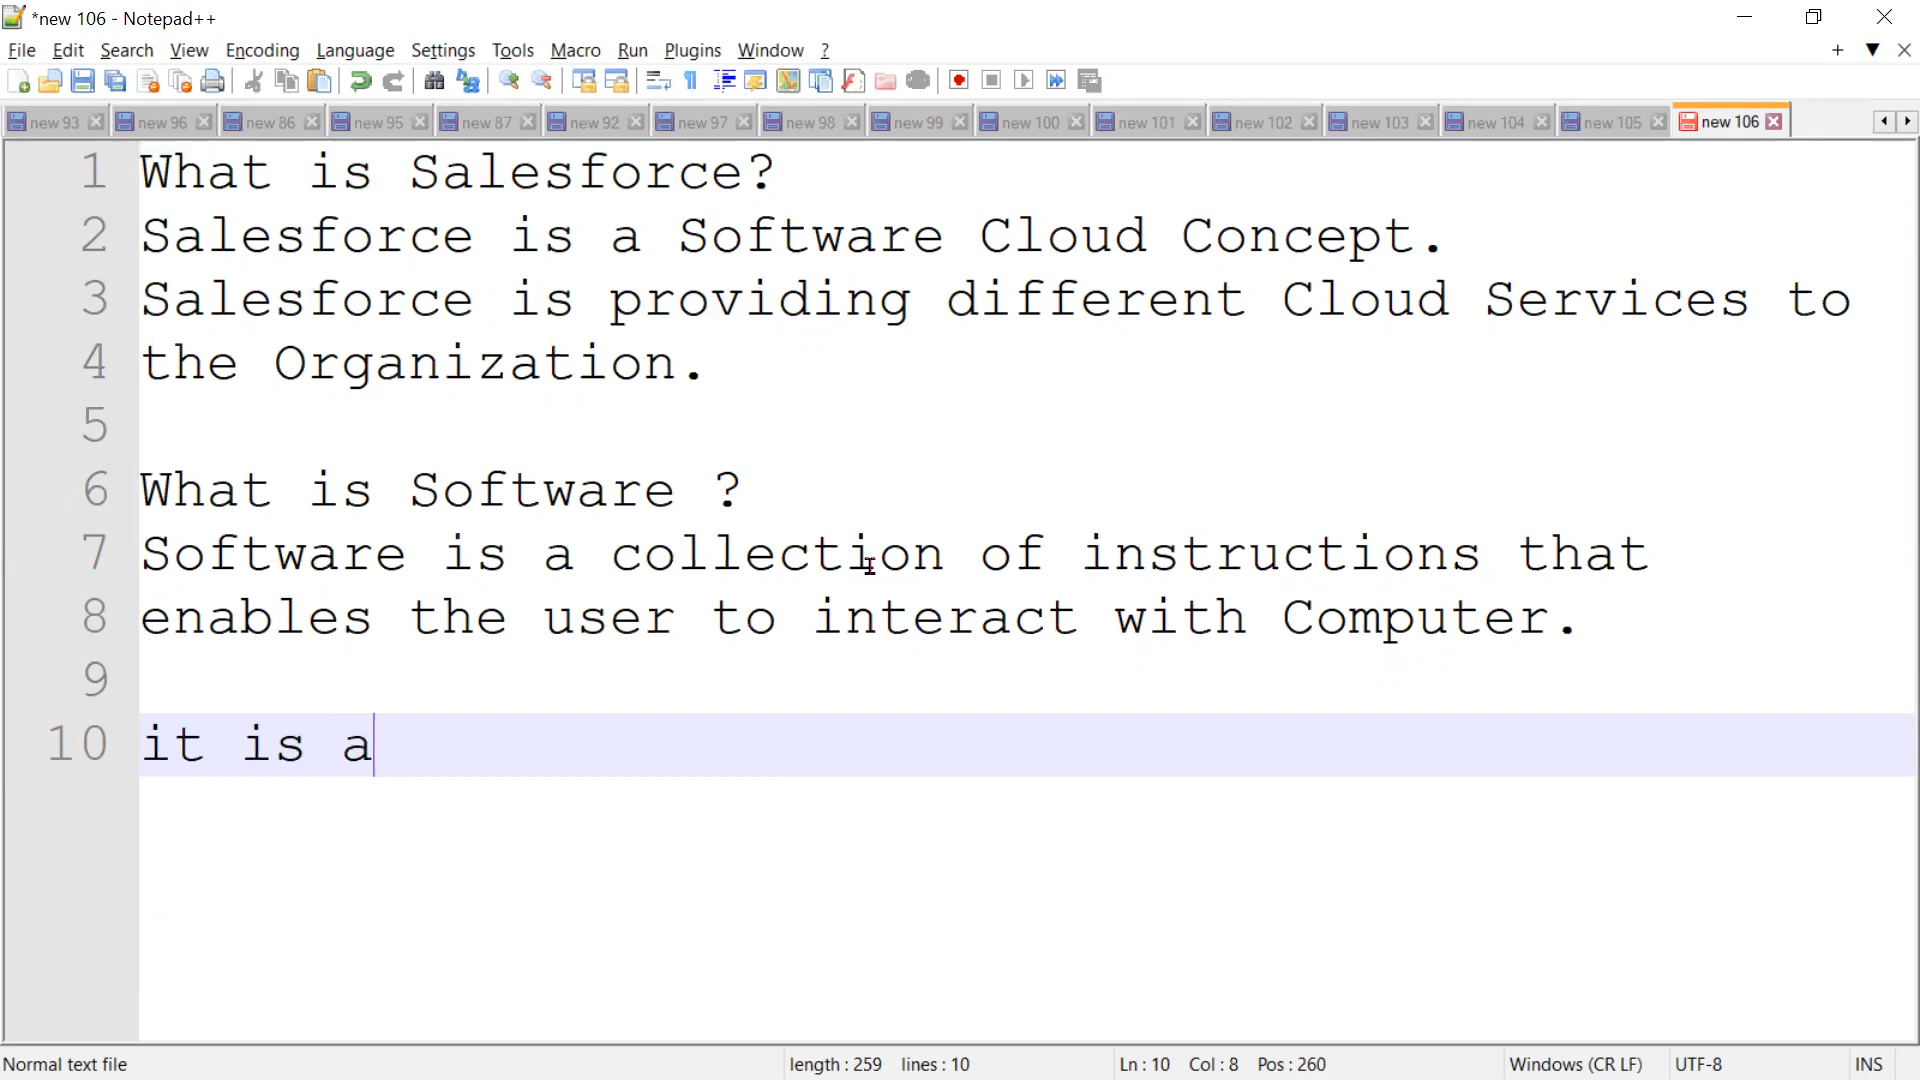 *new 106 - Notepad++
File Edit Search View Encoding Language Settings Tools Macro Run Plugins Window ?
new 93 new 96 new 86 new 95 new 87 new 92 new 97 new 98 new 99 new 100 new 101 new 102 new 103 new 104 new 105 new 106
1 What is Salesforce?
2 Salesforce is a Software Cloud Concept.
3 Salesforce is providing different Cloud Services to
4 the Organization.
5
6 What is Software ?
7 Software is a collection of instructions that
8 enables the user to interact with Computer.
9
10 it is a
Normal text file length : 259 lines : 10 Ln : 10 Col : 8 Pos : 260 Windows (CR LF) UTF-8 INS